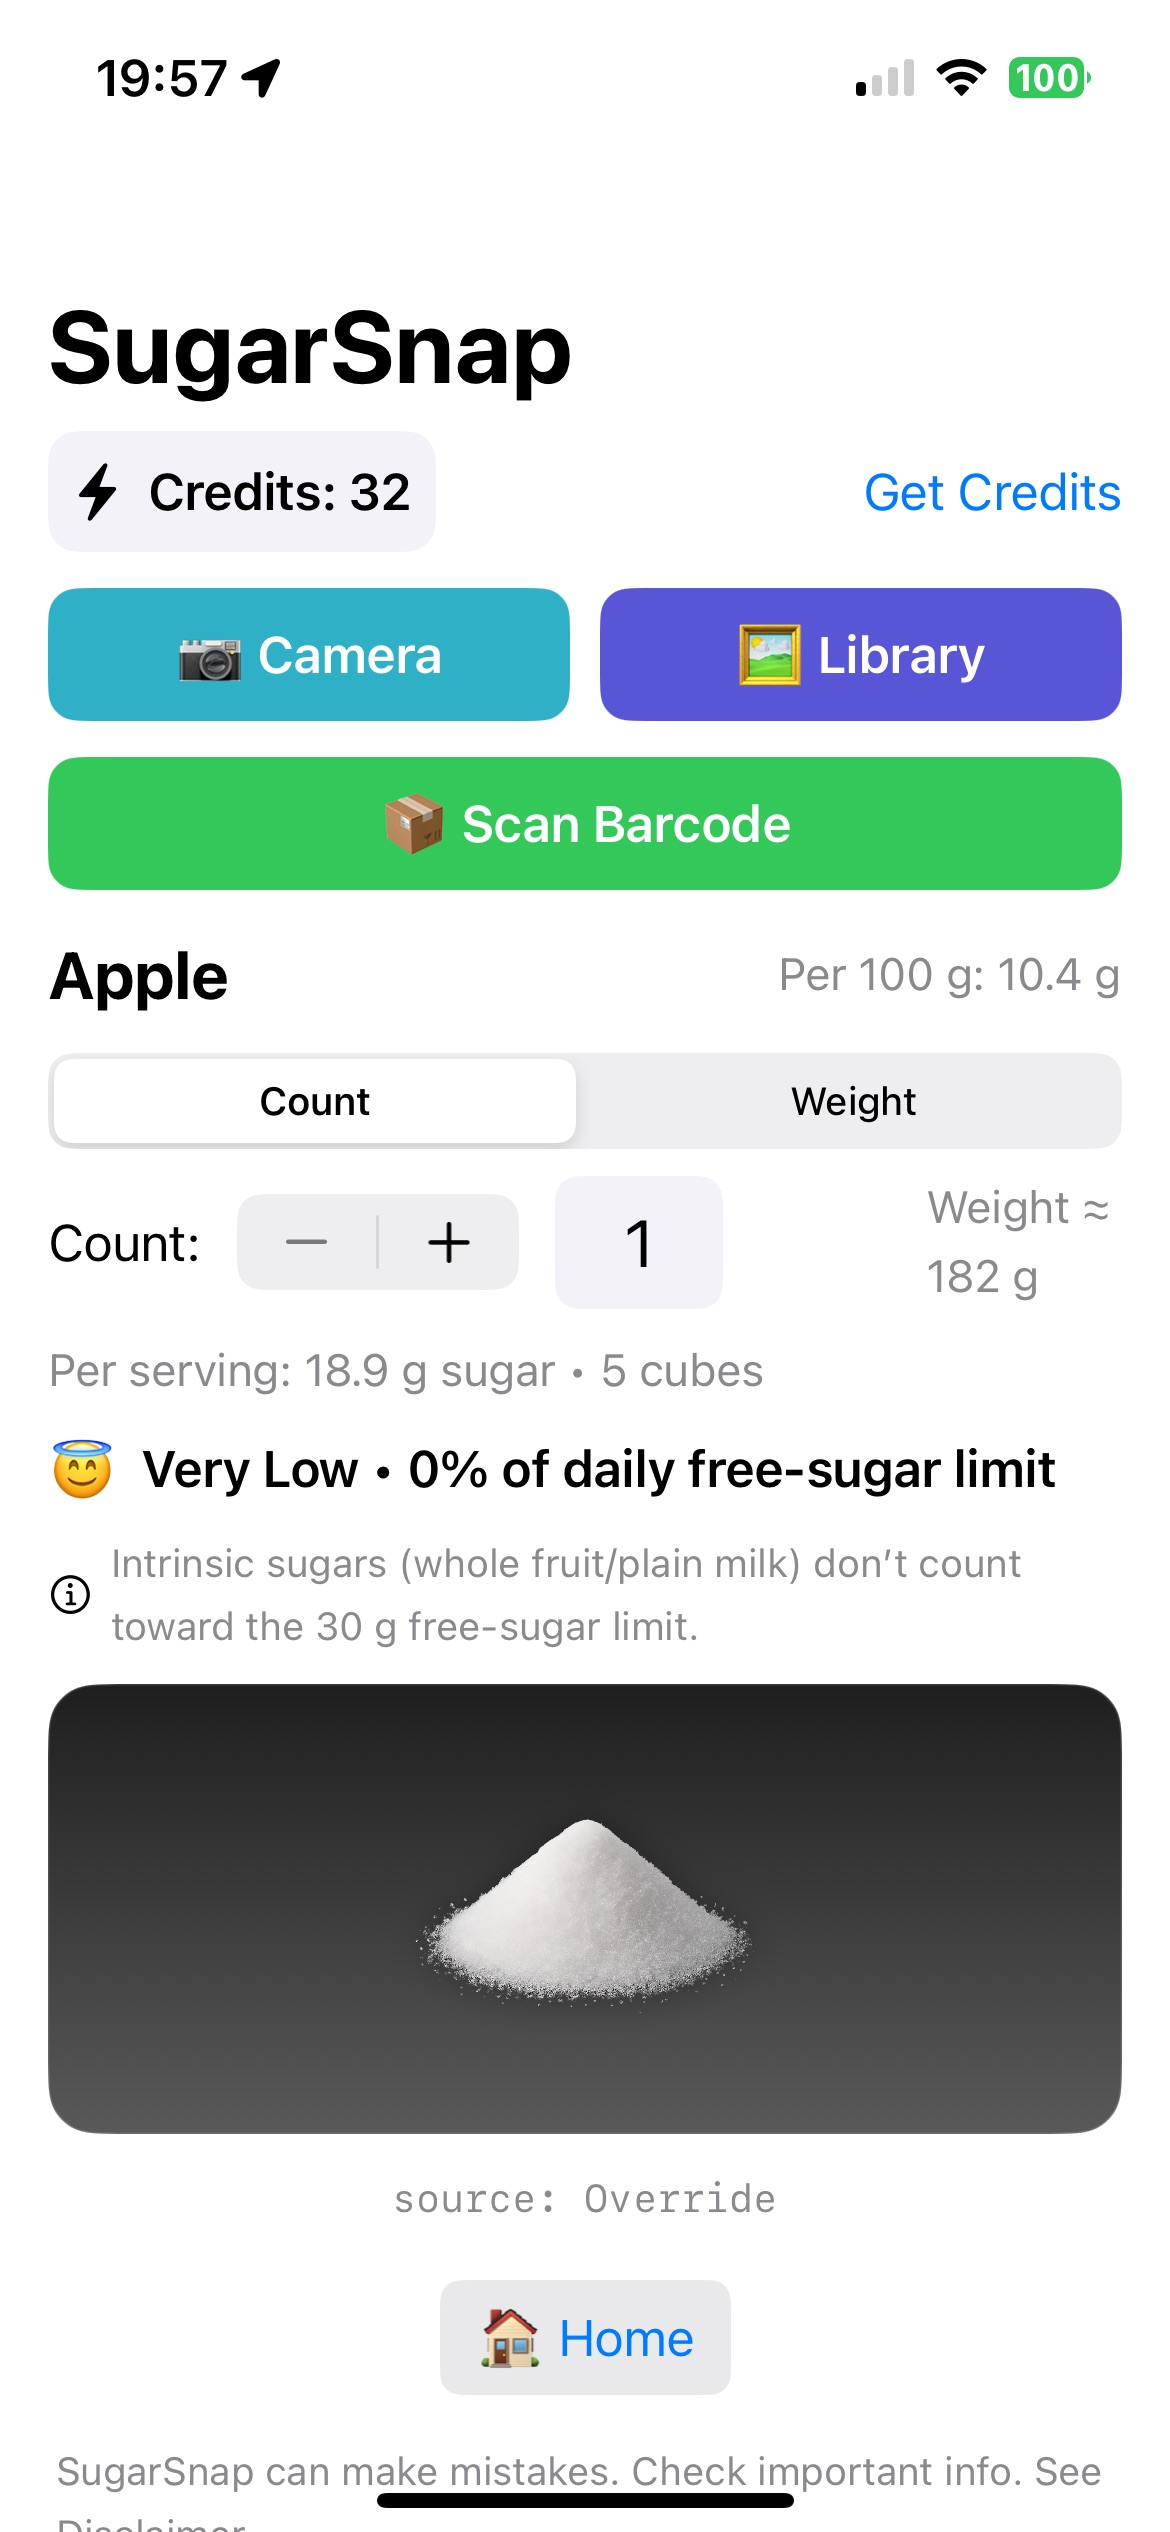 19:57
100
SugarSnap
Credits: 32
Get Credits
Camera
Library
Scan Barcode
Apple
Per 100 g: 10.4 g
Count
Weight
Count:
1
Weight ≈
182 g
Per serving: 18.9 g sugar • 5 cubes
Very Low • 0% of daily free-sugar limit
Intrinsic sugars (whole fruit/plain milk) don’t count
toward the 30 g free-sugar limit.
source: Override
Home
SugarSnap can make mistakes. Check important info. See
Disclaimer